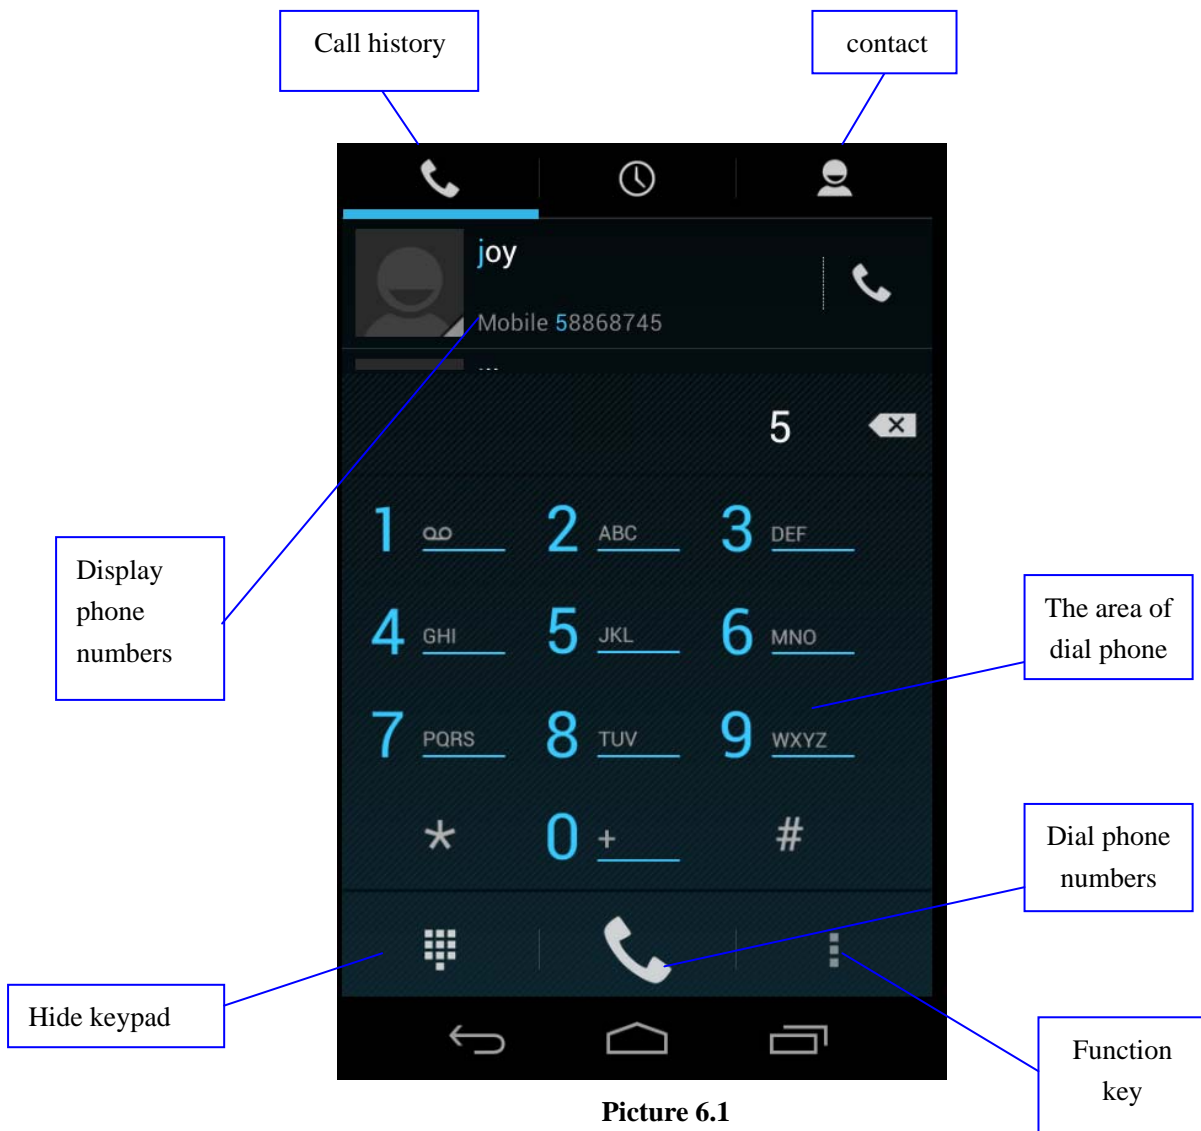 Call history
contact
joy
Mobile 58868745
5
1
2 ABC
3 DEF
Display
phone
numbers
4 GHI
5 JKL
6 MNO
The area of
dial phone
7 PQRS
8 TUV
9 WXYZ
* 
0 +
#
Dial phone
numbers
Hide keypad
Function
key
Picture 6.1